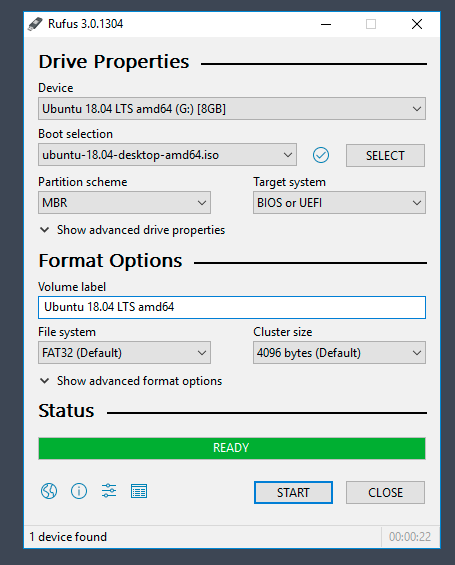 Rufus 3.0.1304
Drive Properties
Device
Ubuntu 18.04 LTS amd64 (G:) [8GB]
Boot selection
ubuntu-18.04-desktop-amd64.iso SELECT
Partition scheme Target system
MBR BIOS or UEFI
Show advanced drive properties
Format Options
Volume label
Ubuntu 18.04 LTS amd64
File system Cluster size
FAT32 (Default) 4096 bytes (Default)
Show advanced format options
Status
READY
START CLOSE
1 device found 00:00:22